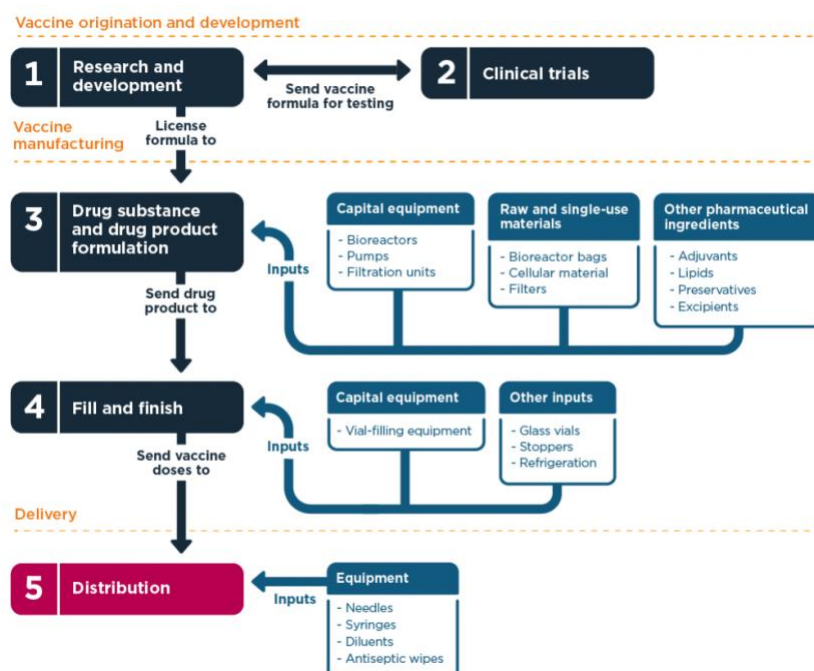 Vaccine origination and development
1
Research and
development
Send vaccine
formula for testing
2
Clinical trials
License
formula to
Vaccine
manufacturing
3
Drug substance
and drug product
formulation
Inputs
Capital equipment
- Bioreactors
- Pumps
- Filtration units
Raw and single-use
materials
- Bioreactor bags
- Cellular material
- Filters
Other pharmaceutical
ingredients
- Adjuvants
- Lipids
- Preservatives
- Excipients
Send drug
product to
4
Fill and finish
Inputs
Capital equipment
- Vial-filling equipment
Other inputs
- Glass vials
- Stoppers
- Refrigeration
Send vaccine
doses to
Delivery
5
Distribution
Inputs
Equipment
- Needles
- Syringes
- Diluents
- Antiseptic wipes